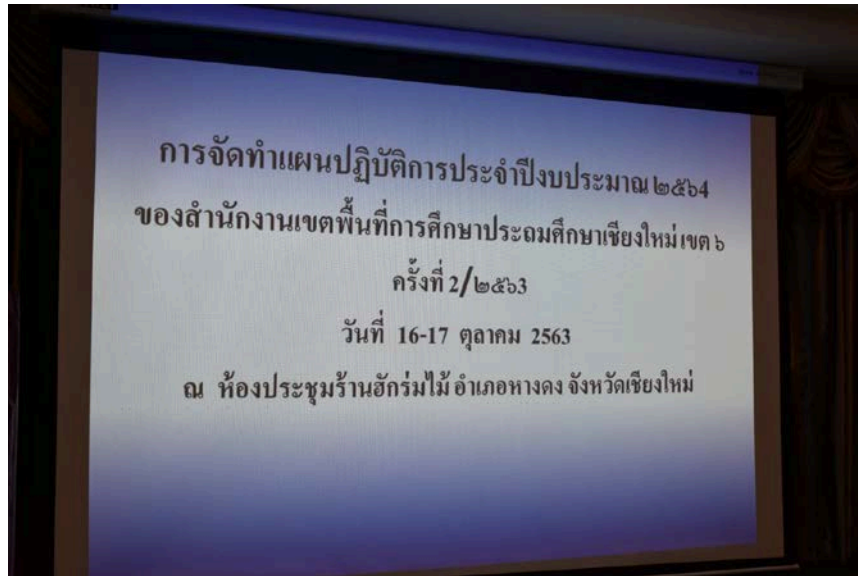 การจัดทำแผนปฏิบัติการประจำปีงบประมาณ ๒๕๖4
ของสำนักงานเขตพื้นที่การศึกษาประถมศึกษาเชียงใหม่ เขต ๖
ครั้งที่ 2/๒๕๖3
วันที่ 16-17 ตุลาคม 2563
ณ ห้องประชุมร้านฮักร่มไม้ อำเภอหางดง จังหวัดเชียงใหม่